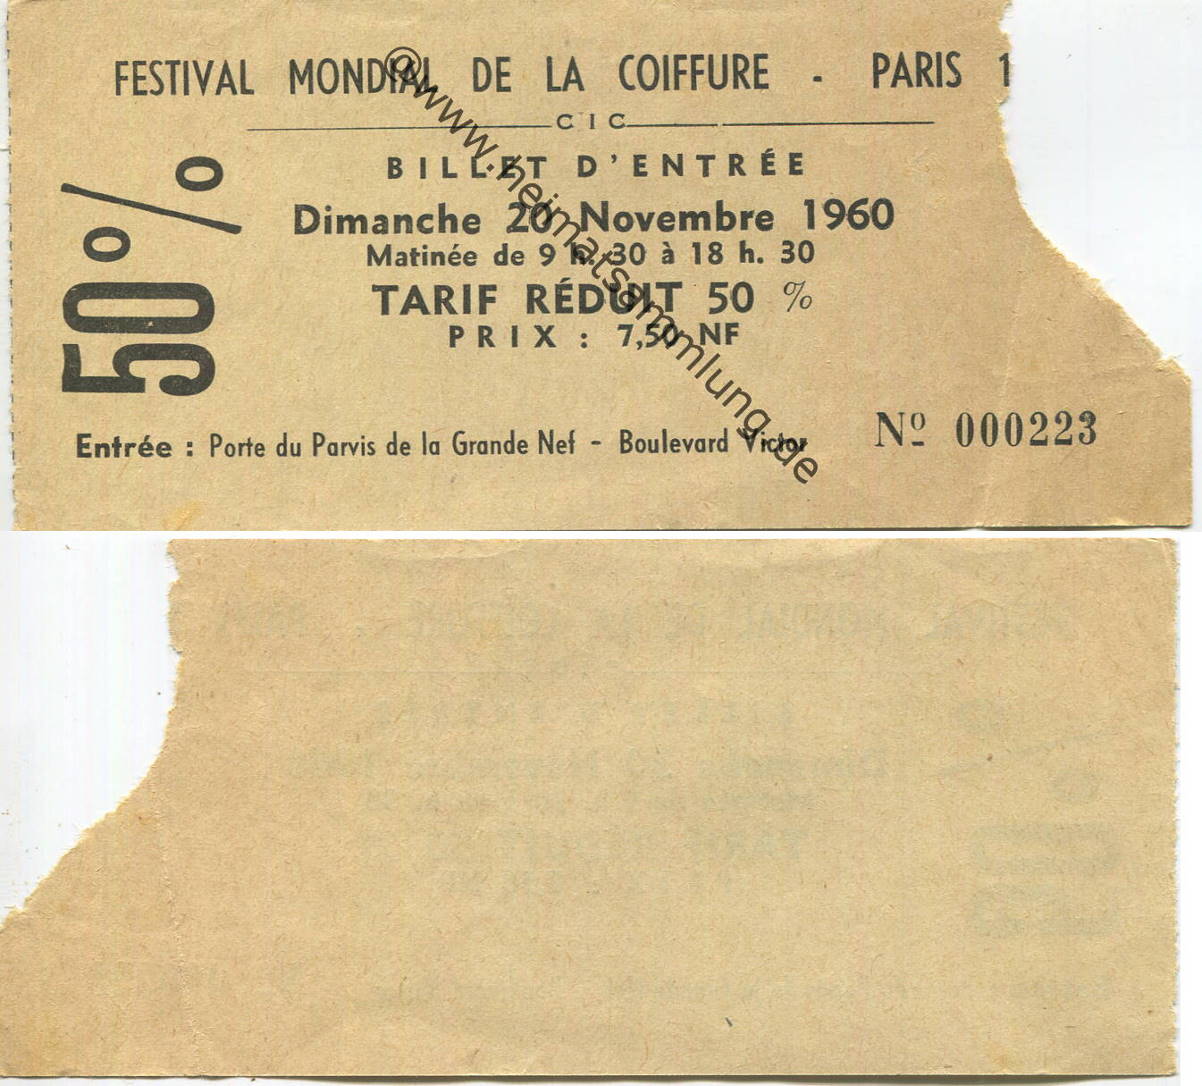 FESTIVAL MONDIAL DE LA COIFFURE - PARIS 1
CIC
BILLET D'ENTRÉE
Dimanche 20 Novembre 1960
Matinée de 9 h. 30 à 18 h. 30
TARIF RÉDUIT 50 %
PRIX : 7,50 NF
50%
Entrée : Porte du Parvis de la Grande Nef - Boulevard Victor
Nº 000223
@www.heimatsammlung.de